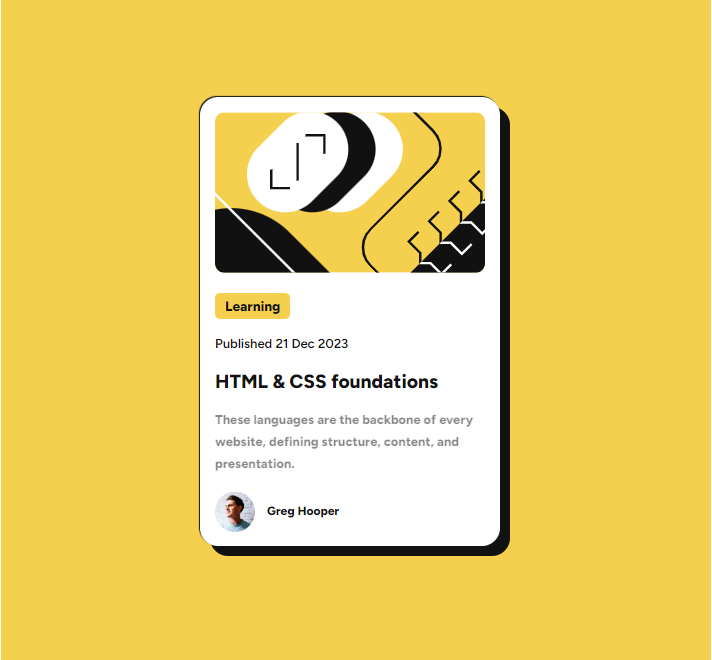 Learning
Published 21 Dec 2023
HTML & CSS foundations
These languages are the backbone of every
website, defining structure, content, and
presentation.
Greg Hooper